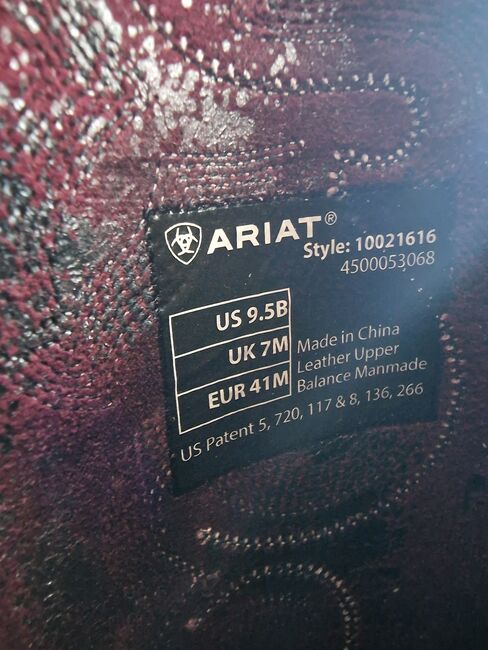 ARIAT®
Style: 10021616
4500053068
US 9.5B
UK 7M
EUR 41M
Made in China
Leather Upper
Balance Manmade
US Patent 5, 720, 117 & 8, 136, 266